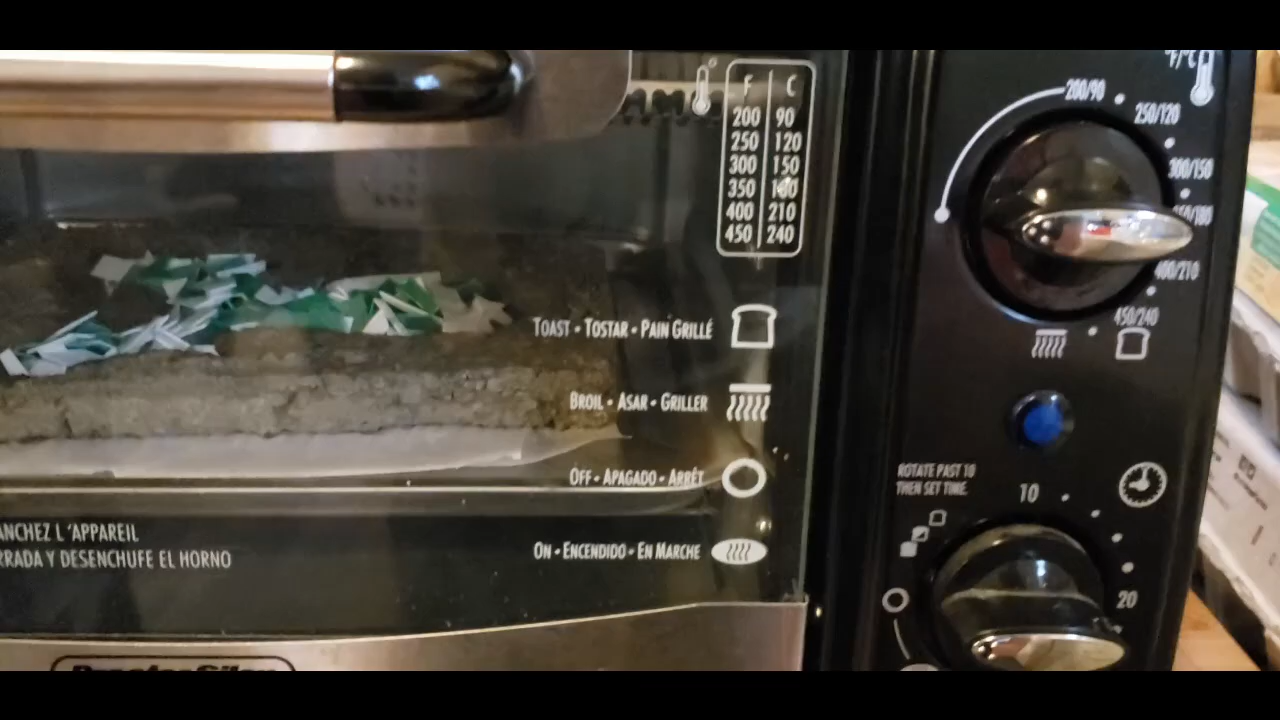 F C
200 90
250 120
300 150
350 180
400 210
450 240
TOAST • TOSTAR • PAIN GRILLÉ
BROIL • ASAR • GRILLER
OFF • APAGADO • ARRÊT
ON • ENCENDIDO • EN MARCHE
ANCHEZ L'APPAREIL
RRADA Y DESENCHUFE EL HORNO
°F/°C
200/90
250/120
300/150
350/180
400/210
450/240
ROTATE PAST 10
THEN SET TIME.
10
20